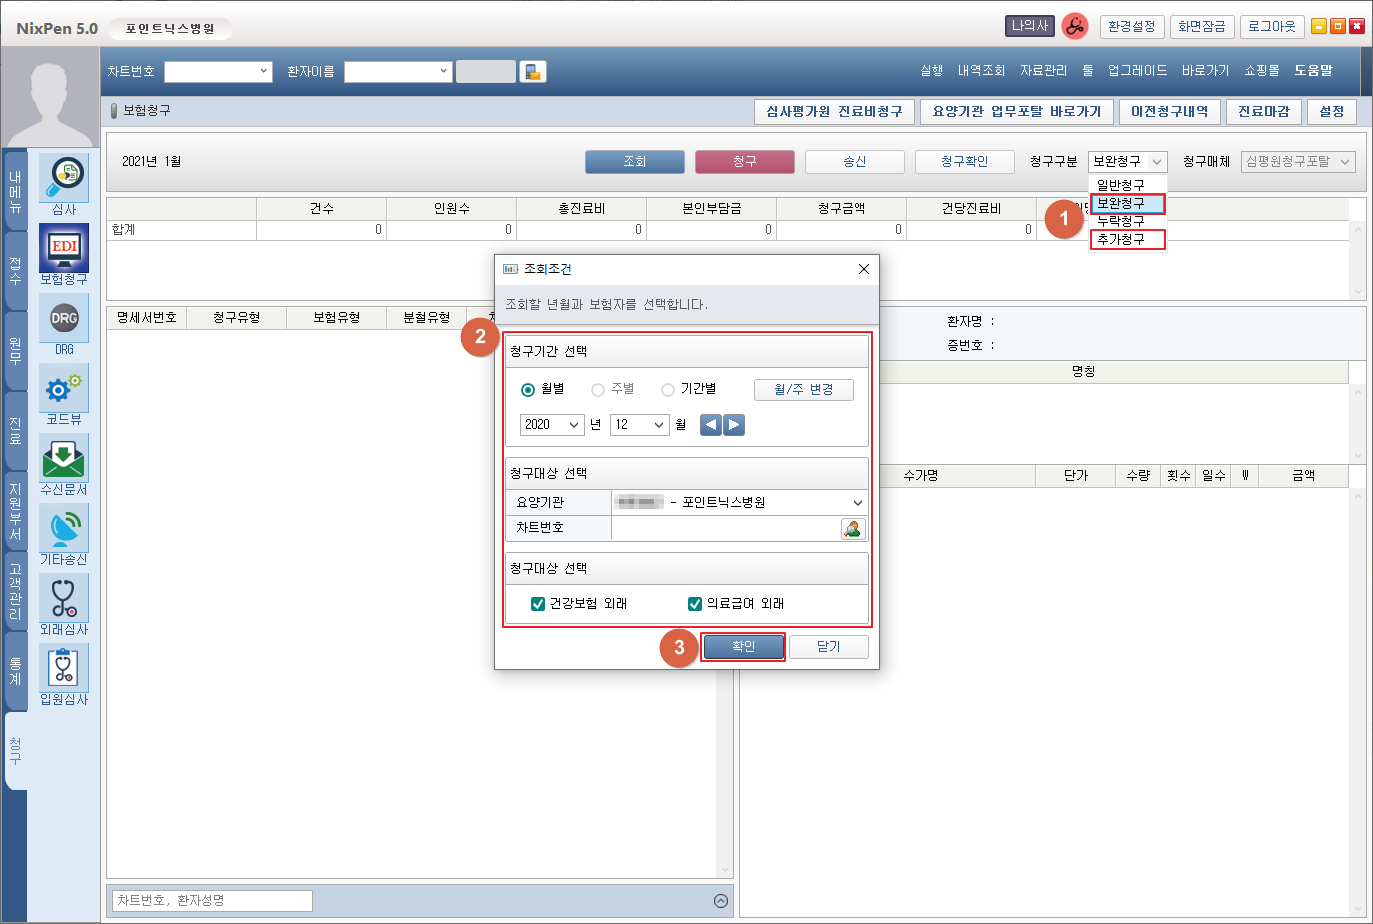 NixPen 5.0 포인트닉스병원 나의사 환경설정 화면잠금 로그아웃
차트번호 환자이름 실행 내역조회 자료관리 툴 업그레이드 바로가기 쇼핑몰 도움말
보험청구 심사평가원 진료비청구 요양기관 업무포탈 바로가기 이전청구내역 진료마감 설정
2021년 1월 조회 청구 송신 청구확인 청구구분 보완청구 청구매체 심평원청구포탈
일반청구
보완청구
누락청구
추가청구
1
건수 인원수 총진료비 본인부담금 청구금액 건당진료비
합계 0 0 0 0 0 0
내메뉴
접수
원무
진료
지원부서
고객관리
통계
청구
심사
EDI
보험청구
DRG
DRG
코드뷰
수신문서
기타송신
외래심사
입원심사
명세서번호 청구유형 보험유형 분철유형
환자명 :
증번호 :
명칭
수가명 단가 수량 횟수 일수 금액
조회조건
조회할 년월과 보험자를 선택합니다.
2
청구기간 선택
월별 주별 기간별 월/주 변경
2020 년 12 월
청구대상 선택
요양기관 - 포인트닉스병원
차트번호
청구대상 선택
건강보험 외래 의료급여 외래
3 확인 닫기
차트번호, 환자성명